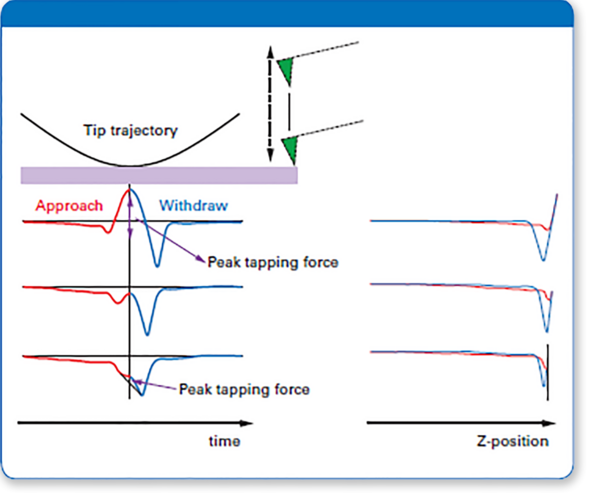 Tip trajectory
Approach
Withdraw
Peak tapping force
Peak tapping force
time
Z-position